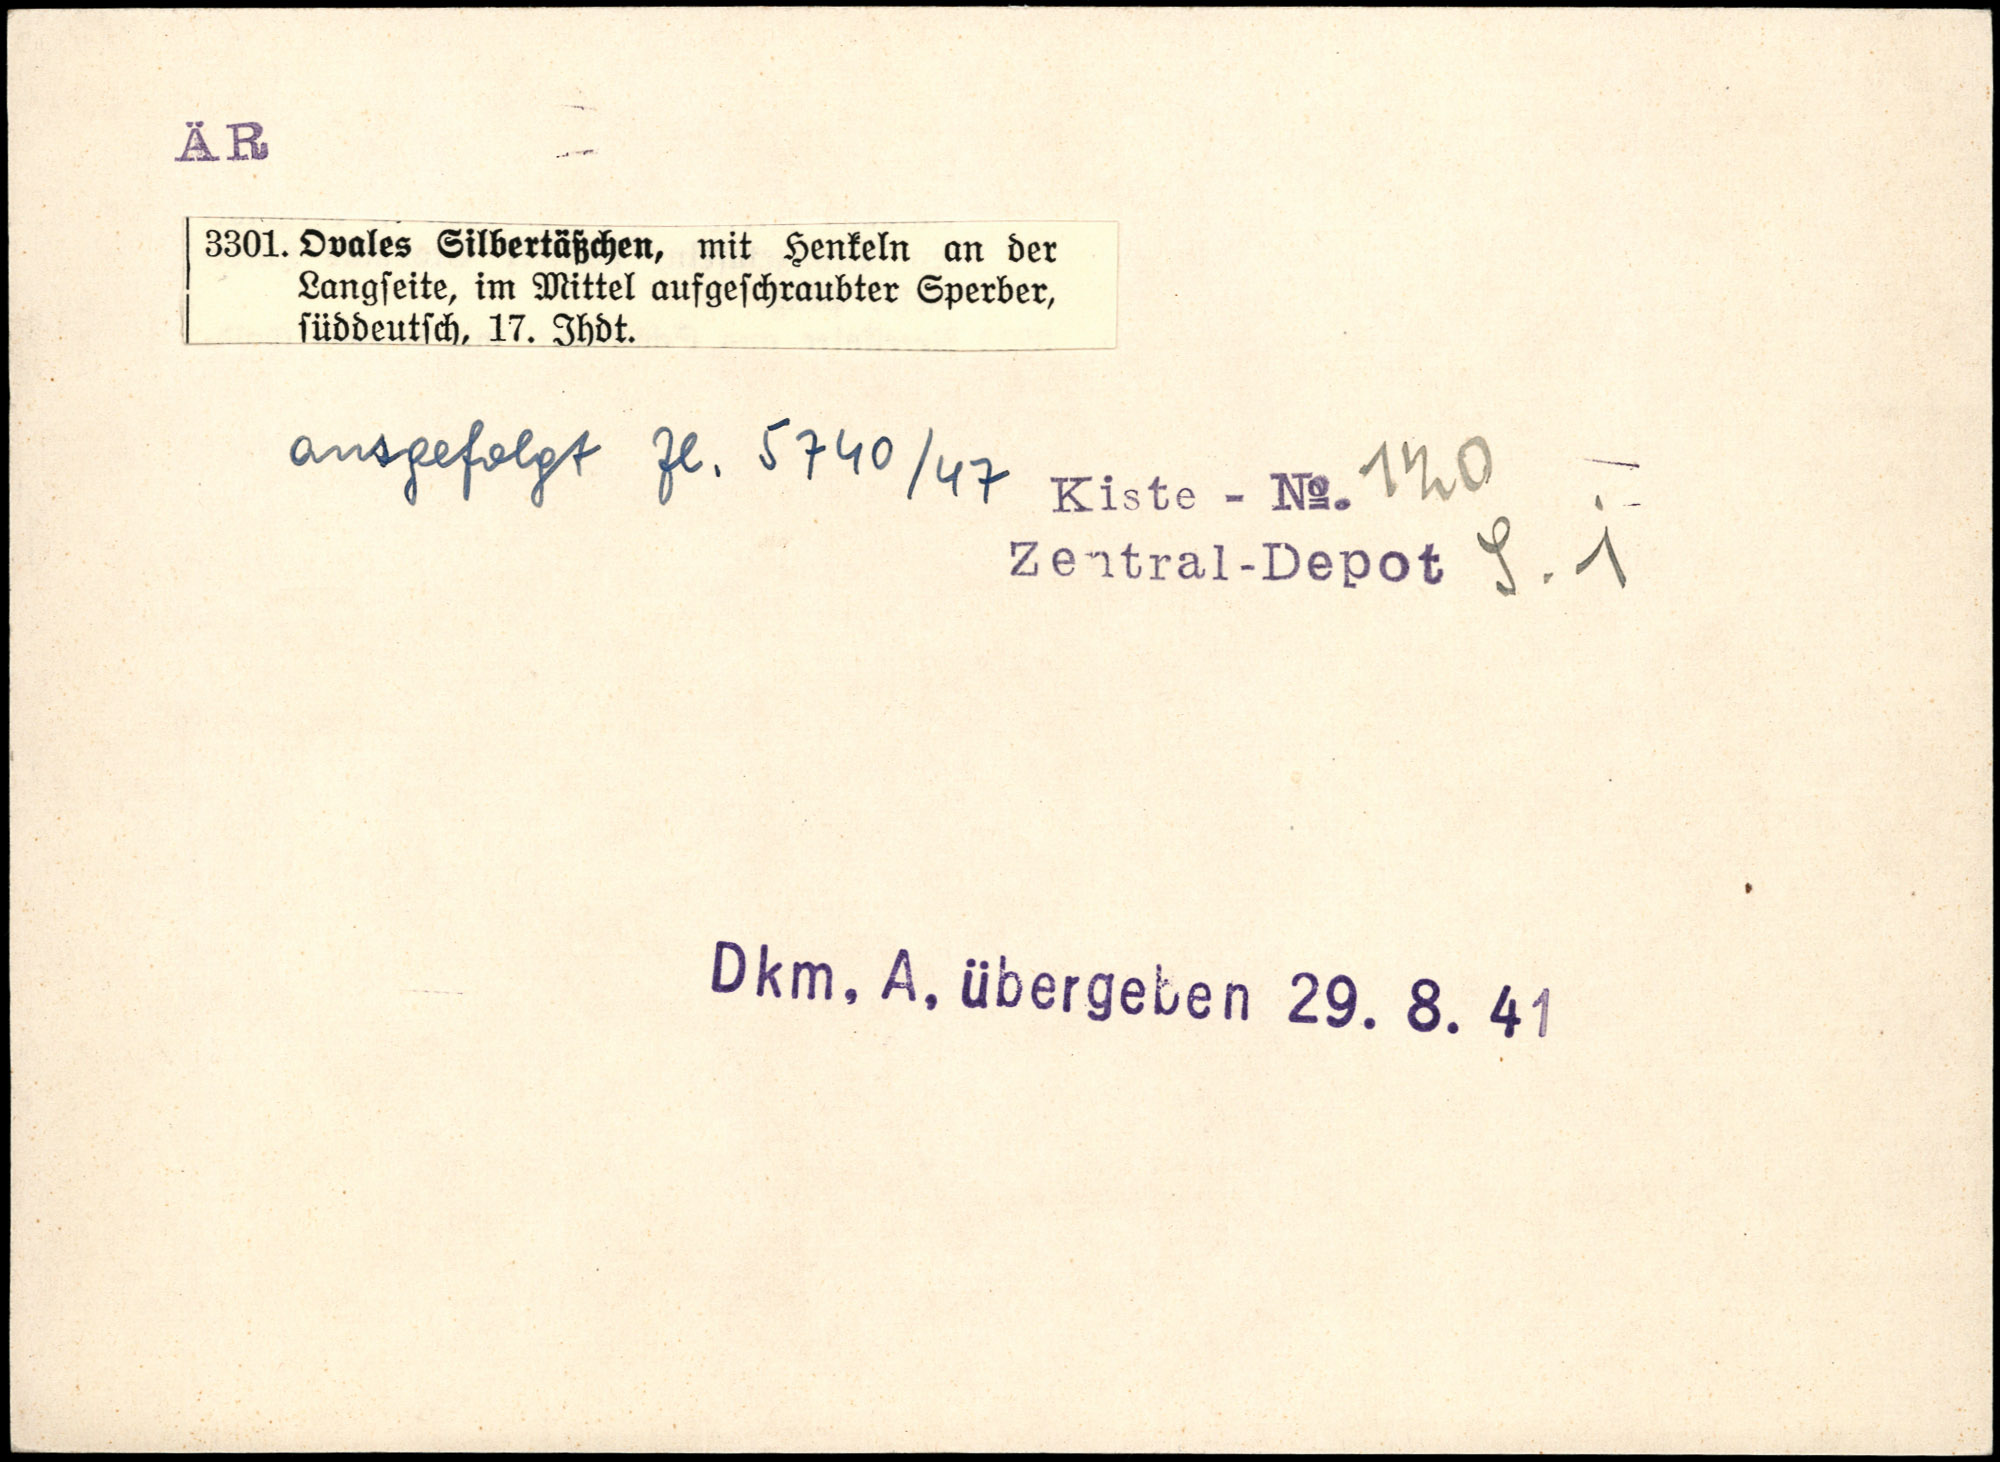 ÄR
3301. Ovales Silbertäßchen, mit Henkeln an der
Langseite, im Mittel aufgeschraubter Sperber,
süddeutsch, 17. Jhdt.
ausgefolgt Zl. 5740/47
Kiste - No. 120
Zentral-Depot S. i
Dkm. A. übergeben 29. 8. 41